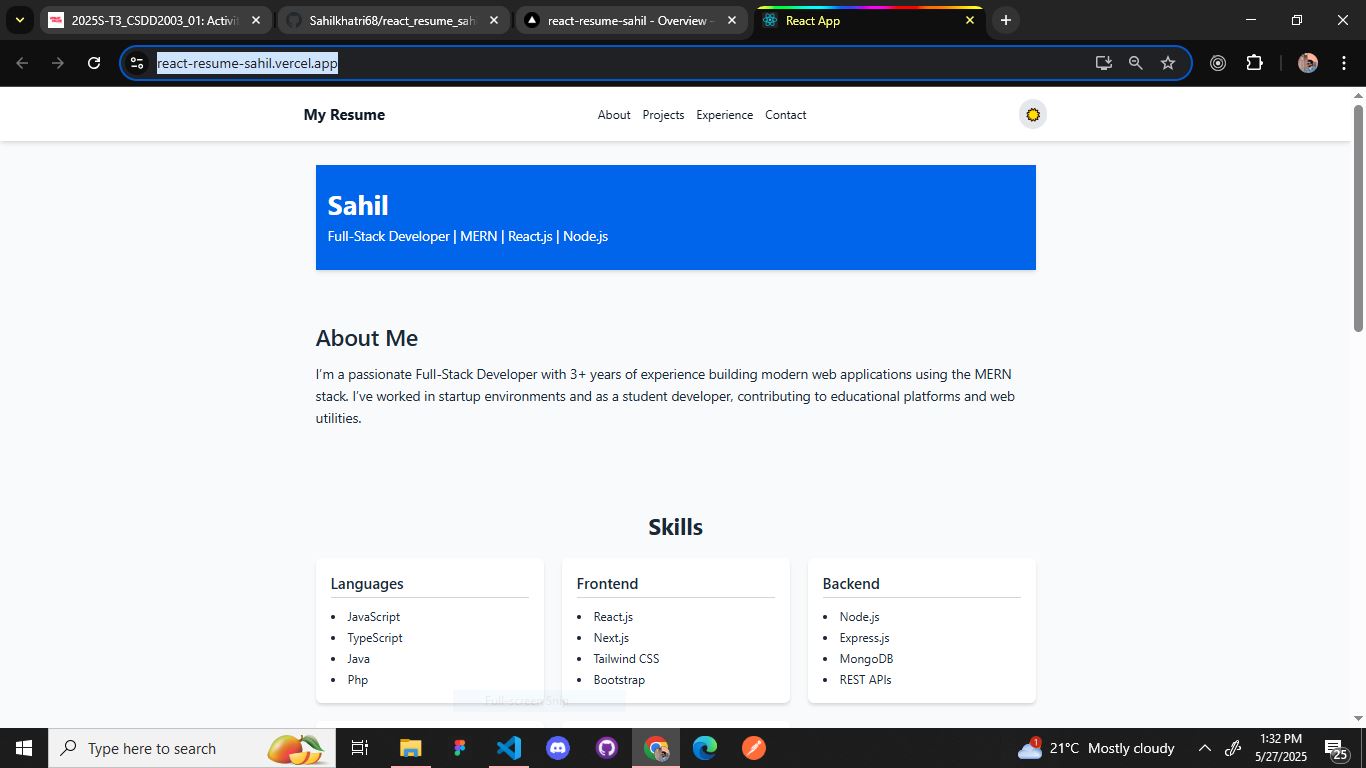 2025S-T3_CSDD2003_01: Activi
Sahilkhatri68/react_resume_sah
react-resume-sahil - Overview -
React App
react-resume-sahil.vercel.app
My Resume
About
Projects
Experience
Contact
Sahil
Full-Stack Developer | MERN | React.js | Node.js
About Me
I'm a passionate Full-Stack Developer with 3+ years of experience building modern web applications using the MERN
stack. I've worked in startup environments and as a student developer, contributing to educational platforms and web
utilities.
Skills
Languages
JavaScript
TypeScript
Java
Php
Frontend
React.js
Next.js
Tailwind CSS
Bootstrap
Backend
Node.js
Express.js
MongoDB
REST APIs
Full-screen Snip
Type here to search
1
21°C Mostly cloudy
1:32 PM
5/27/2025
25